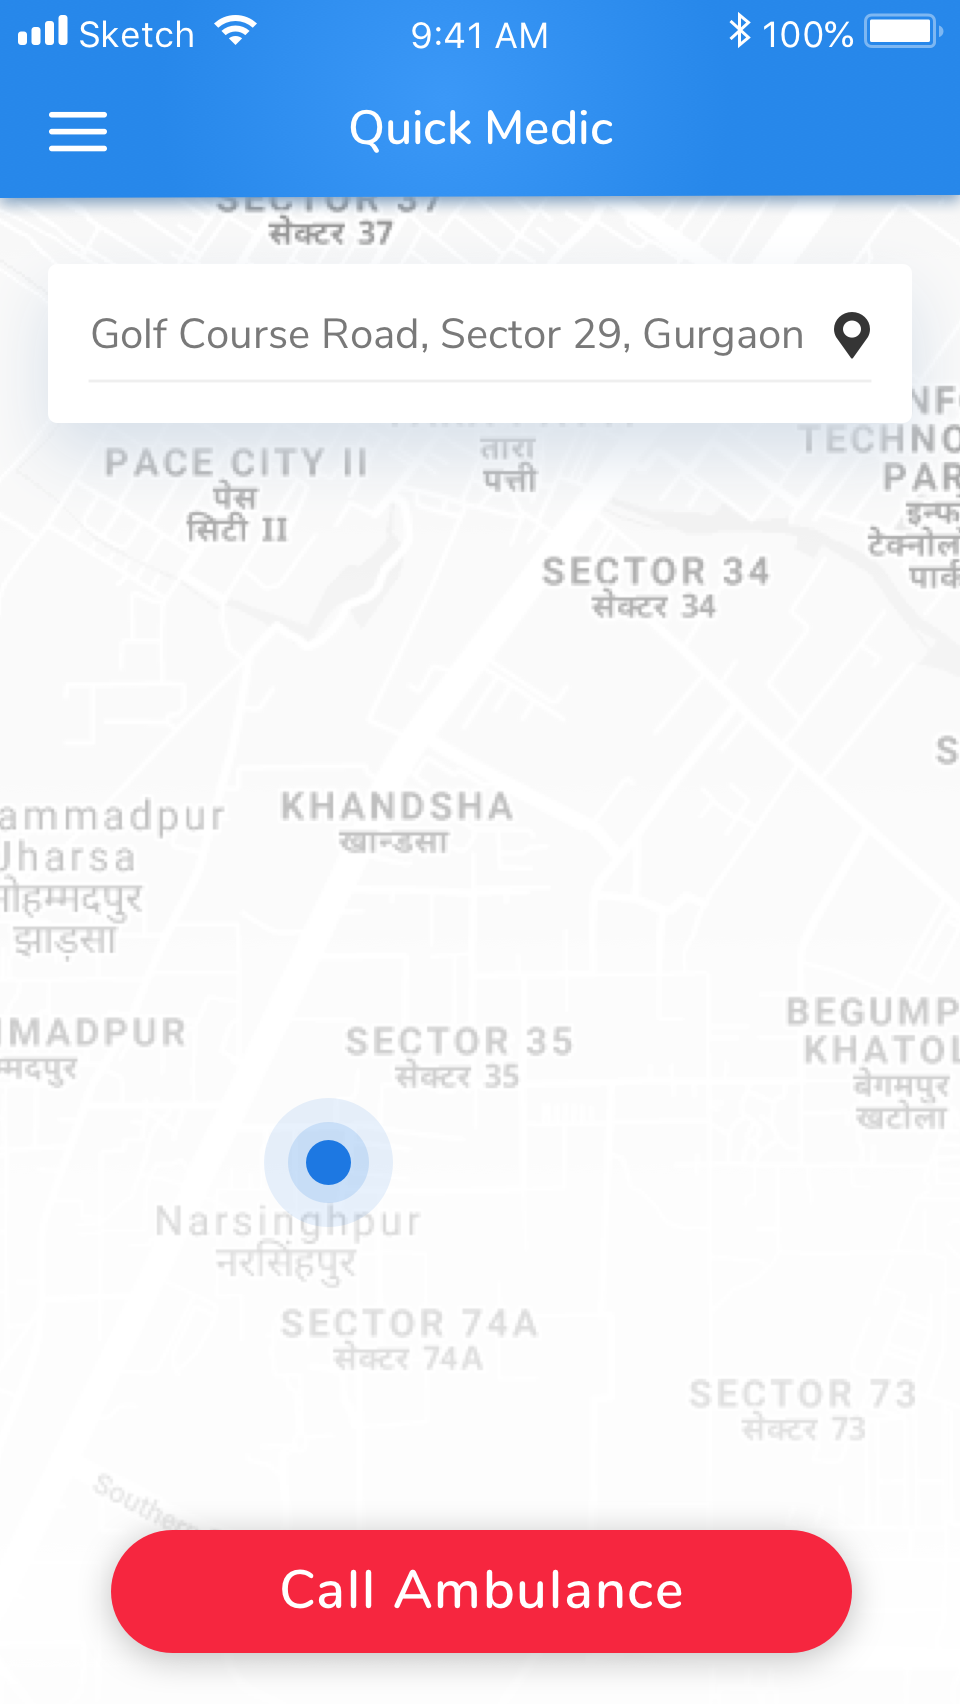 Sketch 9:41 AM 100%
Quick Medic
SECTOR 37
सेक्टर 37
Golf Course Road, Sector 29, Gurgaon
TECHNO
PACE CITY II
पेस
सिटी II
तारा
पत्ती
PAR
इन्फ
टेक्नोल
पार्क
SECTOR 34
सेक्टर 34
S
ammadpur
Jharsa
मोहम्मदपुर
झाड़सा
KHANDSHA
खान्डसा
MADPUR
म्मदपुर
SECTOR 35
सेक्टर 35
BEGUMP
KHATOL
बेगमपुर
खटोला
Narsinghpur
नरसिंहपुर
SECTOR 74A
सेक्टर 74A
SECTOR 73
सेक्टर 73
Southern
Call Ambulance